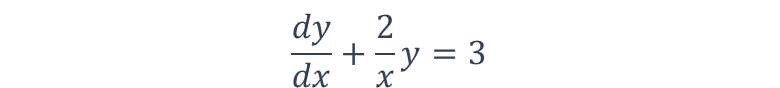 dy/dx + 2/x y = 3